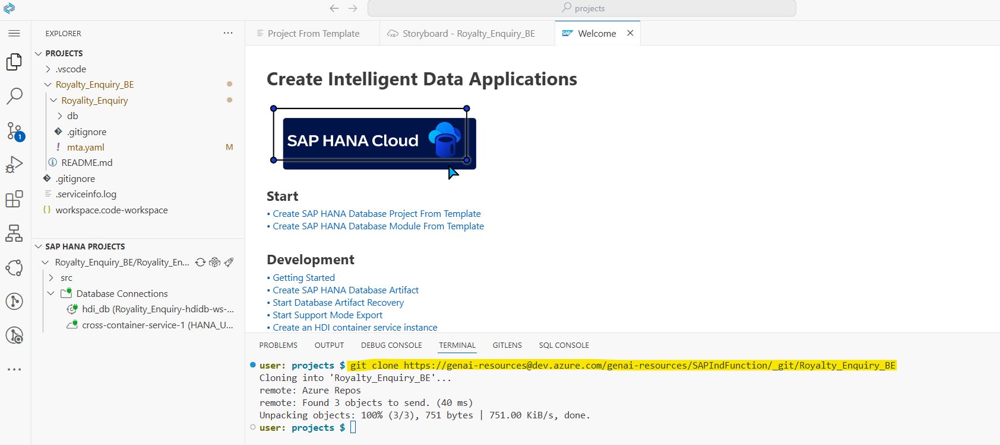 projects
EXPLORER
PROJECTS
.vscode
Royalty_Enquiry_BE
Royality_Enquiry
db
.gitignore
mta.yaml M
README.md
.gitignore
.serviceinfo.log
workspace.code-workspace
SAP HANA PROJECTS
Royalty_Enquiry_BE/Royality_En...
src
Database Connections
hdi_db (Royality_Enquiry-hdidb-ws-...
cross-container-service-1 (HANA_U...
1
Project From Template
Storyboard - Royalty_Enquiry_BE
SAP Welcome
Create Intelligent Data Applications
SAP HANA Cloud
Start
• Create SAP HANA Database Project From Template
• Create SAP HANA Database Module From Template
Development
• Getting Started
• Create SAP HANA Database Artifact
• Start Database Artifact Recovery
• Start Support Mode Export
• Create an HDI container service instance
PROBLEMS OUTPUT DEBUG CONSOLE TERMINAL GITLENS SQL CONSOLE
user: projects $ git clone https://genai-resources@dev.azure.com/genai-resources/SAPIndFunction/_git/Royalty_Enquiry_BE
Cloning into 'Royalty_Enquiry_BE'...
remote: Azure Repos
remote: Found 3 objects to send. (40 ms)
Unpacking objects: 100% (3/3), 751 bytes | 751.00 KiB/s, done.
user: projects $